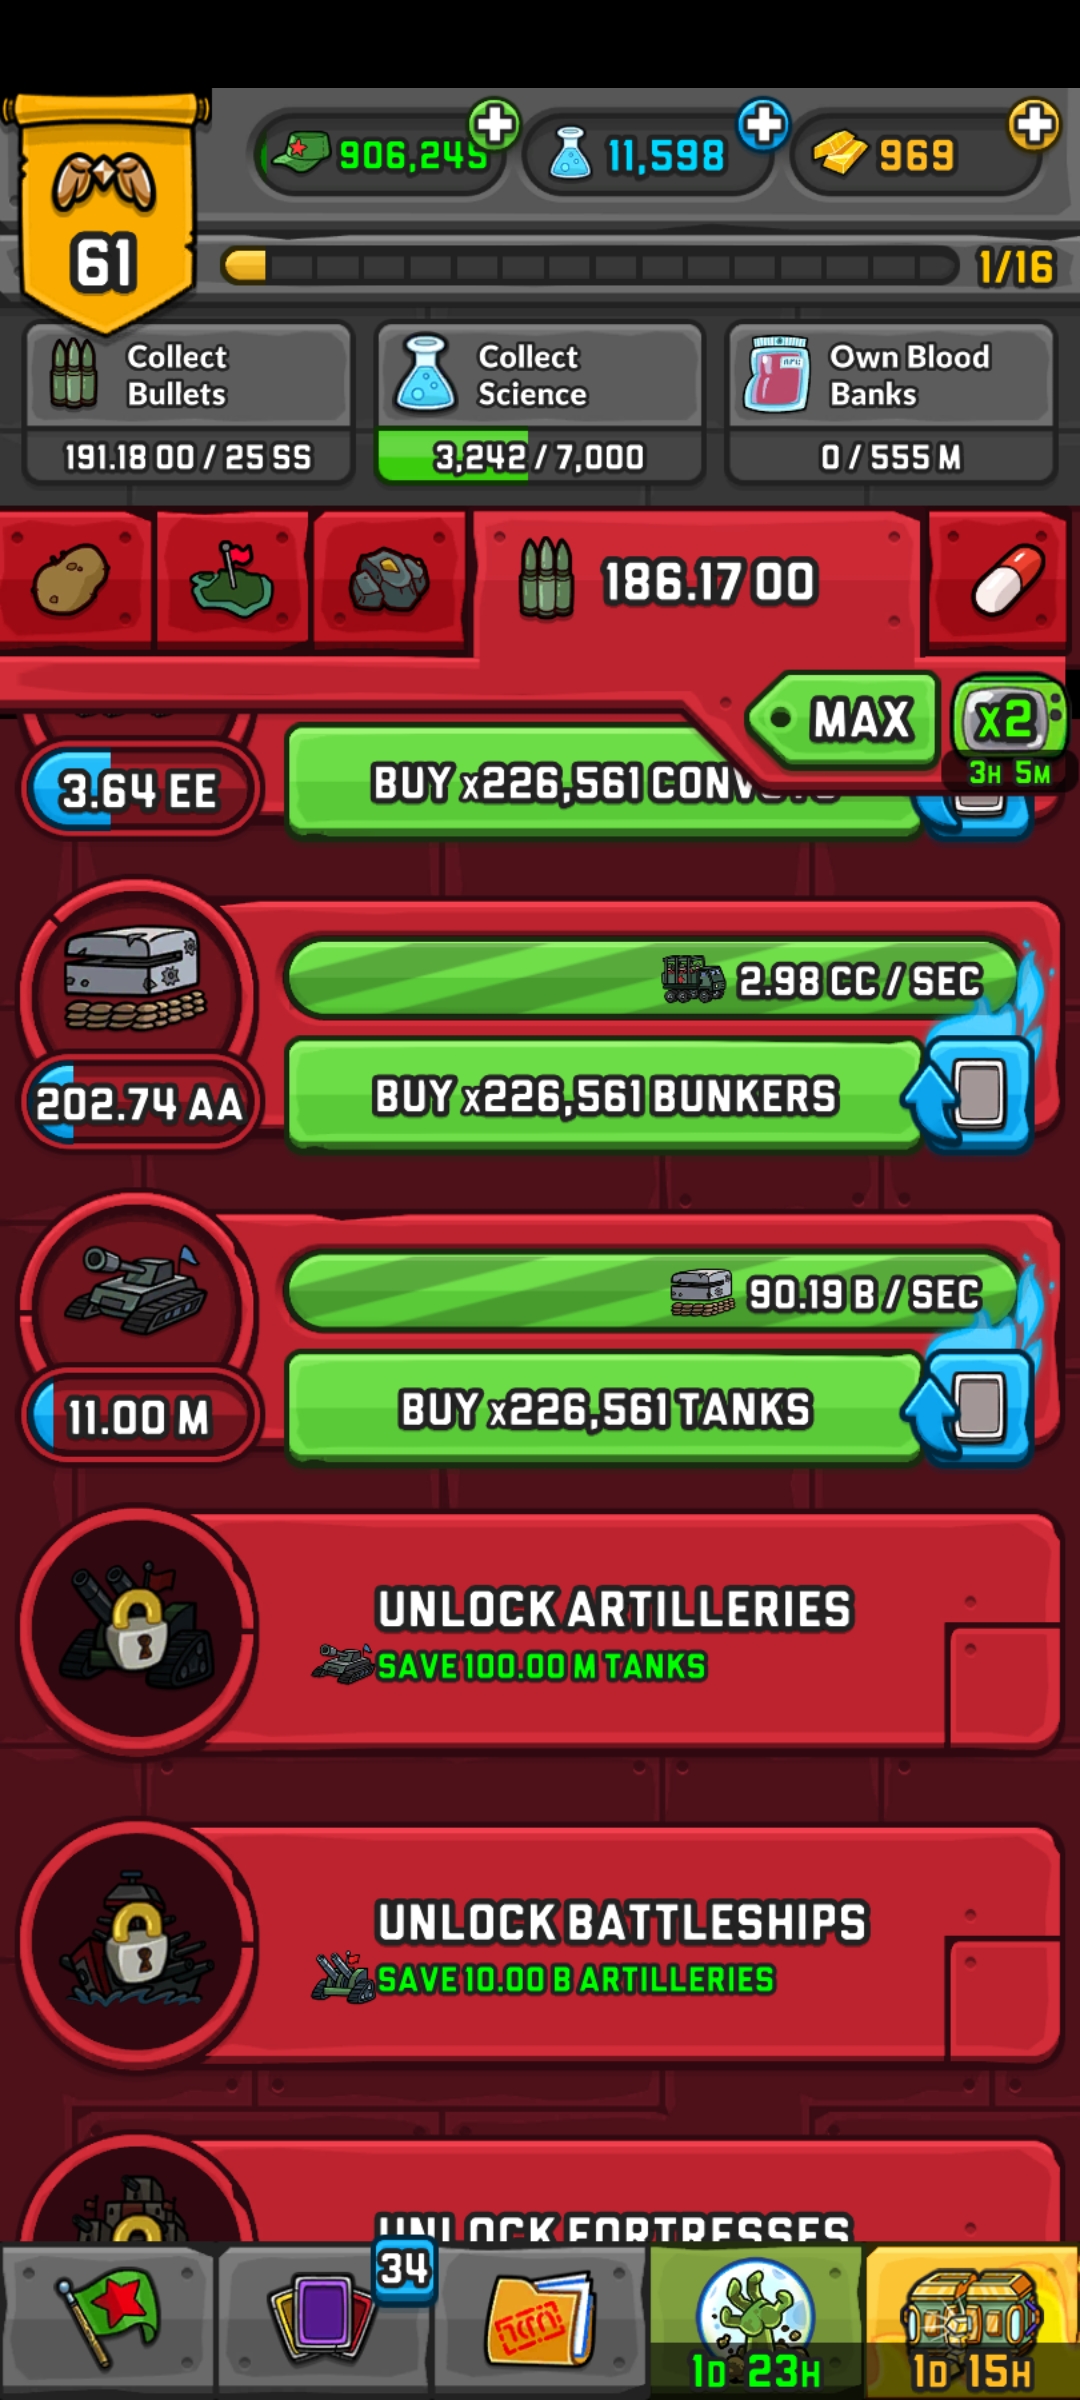 906,245
11,598
969
61
1/16
Collect
Bullets
191.18 OO / 25 SS
Collect
Science
3,242 / 7,000
Own Blood
Banks
0 / 555 M
186.17 OO
MAX
x2
3H 5M
3.64 EE
BUY x226,561
202.74 AA
2.98 CC / SEC
BUY x226,561 BUNKERS
11.00 M
90.19 B / SEC
BUY x226,561 TANKS
UNLOCK ARTILLERIES
SAVE 100.00 M TANKS
UNLOCK BATTLESHIPS
SAVE 10.00 B ARTILLERIES
UNLOCK FORTRESSES
34
1D 23H
1D 15H